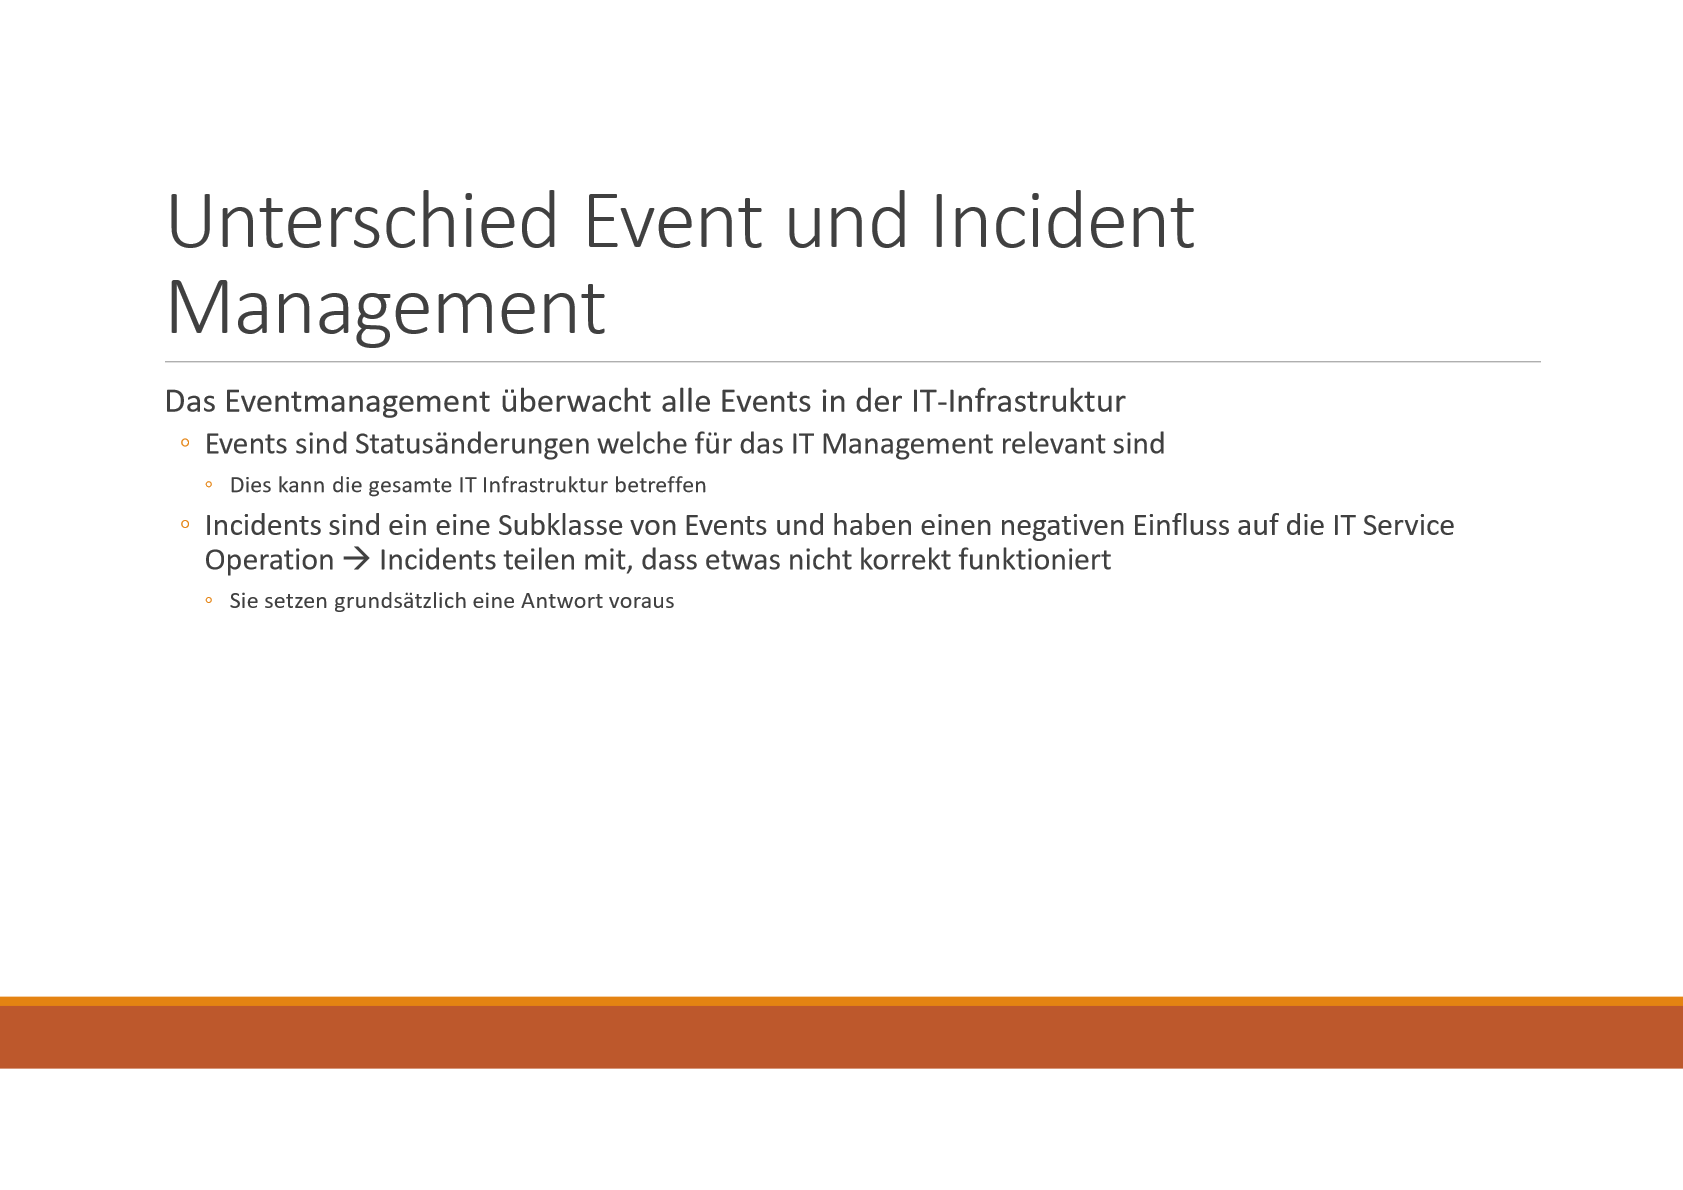 Unterschied Event und Incident
Management
Das Eventmanagement überwacht alle Events in der IT-Infrastruktur
◦ Events sind Statusänderungen welche für das IT Management relevant sind
◦ Dies kann die gesamte IT Infrastruktur betreffen
◦ Incidents sind ein eine Subklasse von Events und haben einen negativen Einfluss auf die IT Service
Operation → Incidents teilen mit, dass etwas nicht korrekt funktioniert
◦ Sie setzen grundsätzlich eine Antwort voraus